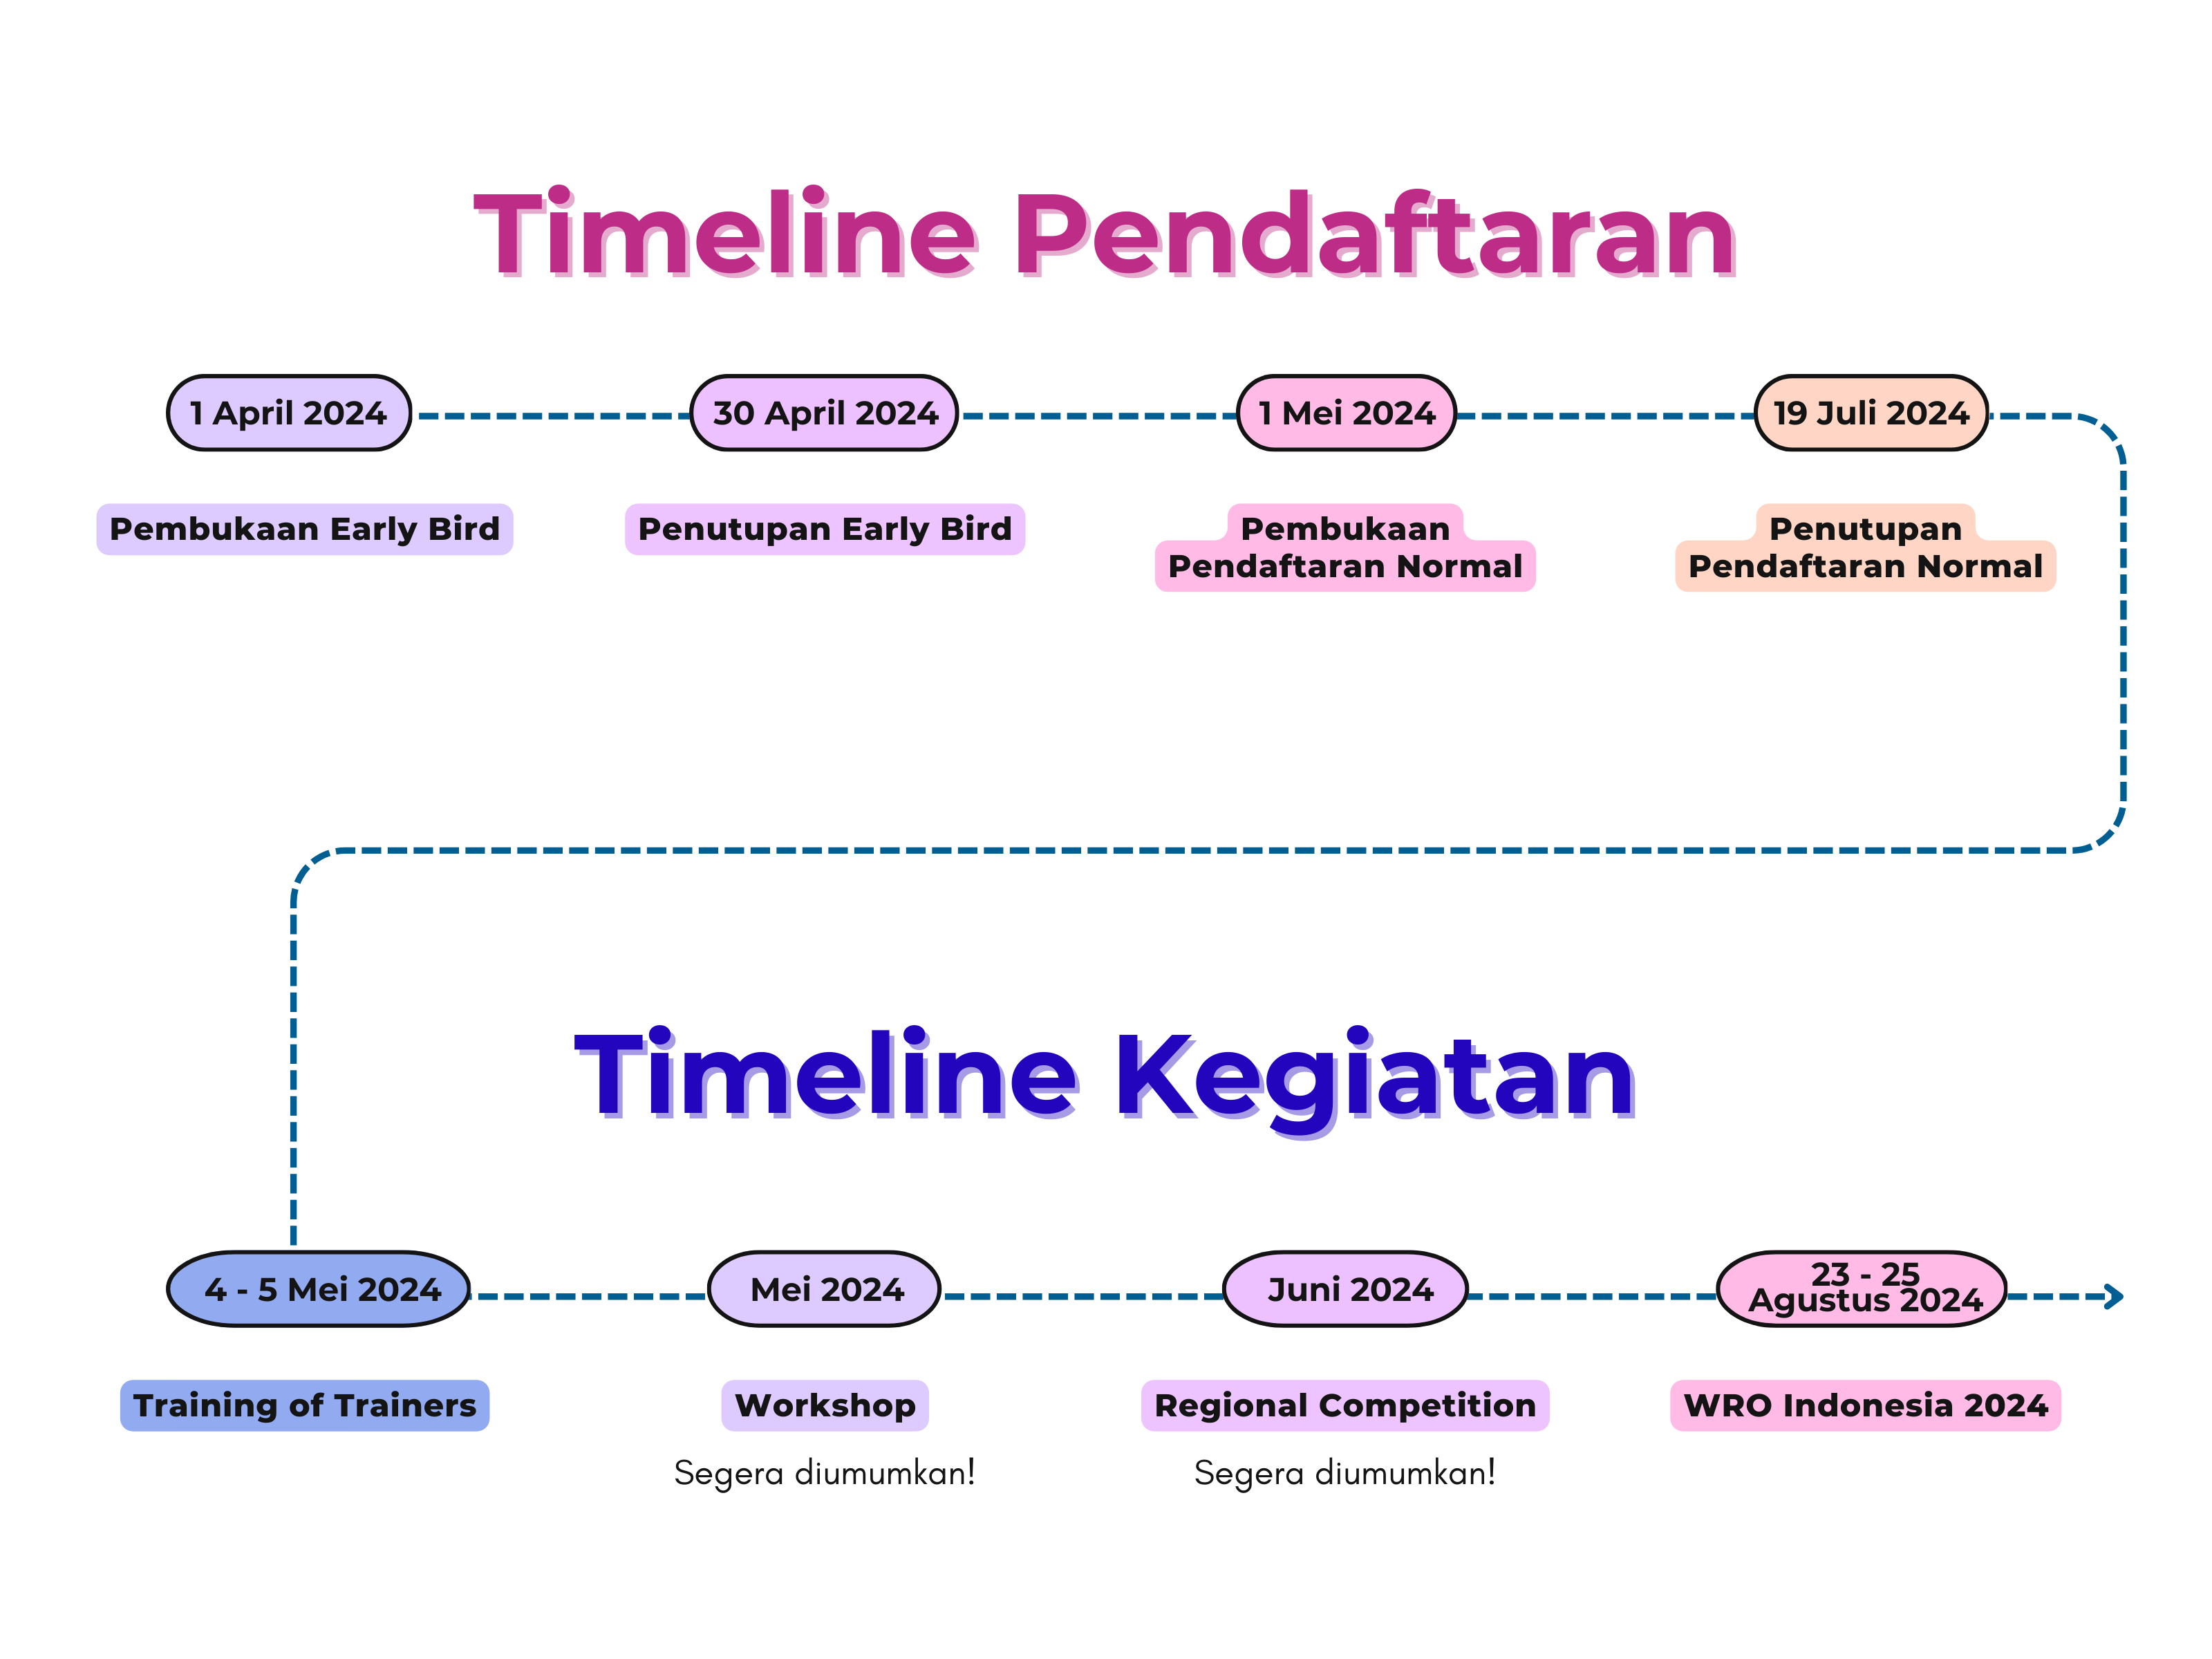 Timeline Pendaftaran
1 April 2024
30 April 2024
1 Mei 2024
19 Juli 2024
Pembukaan Early Bird
Penutupan Early Bird
Pembukaan
Pendaftaran Normal
Penutupan
Pendaftaran Normal
Timeline Kegiatan
4 - 5 Mei 2024
Mei 2024
Juni 2024
23 - 25
Agustus 2024
Training of Trainers
Workshop
Regional Competition
WRO Indonesia 2024
Segera diumumkan!
Segera diumumkan!